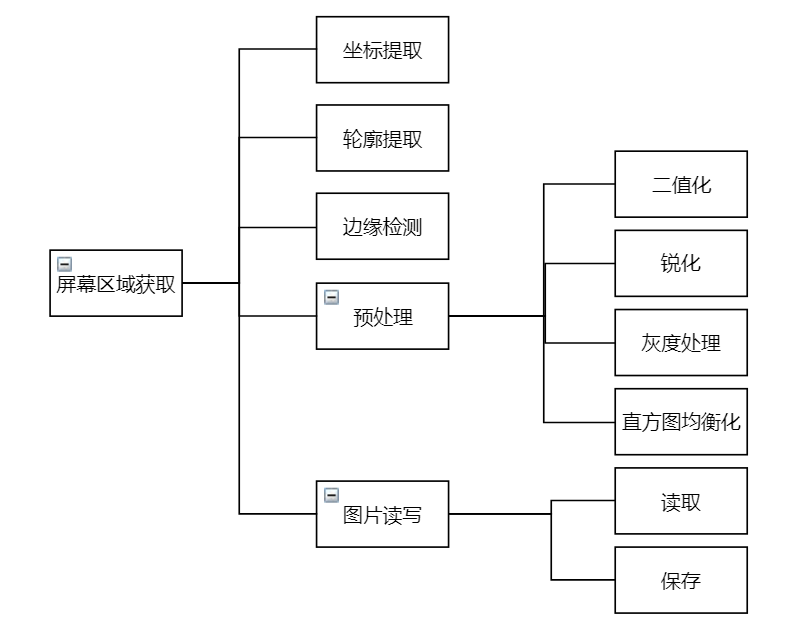 屏幕区域获取
坐标提取
轮廓提取
边缘检测
预处理
二值化
锐化
灰度处理
直方图均衡化
图片读写
读取
保存